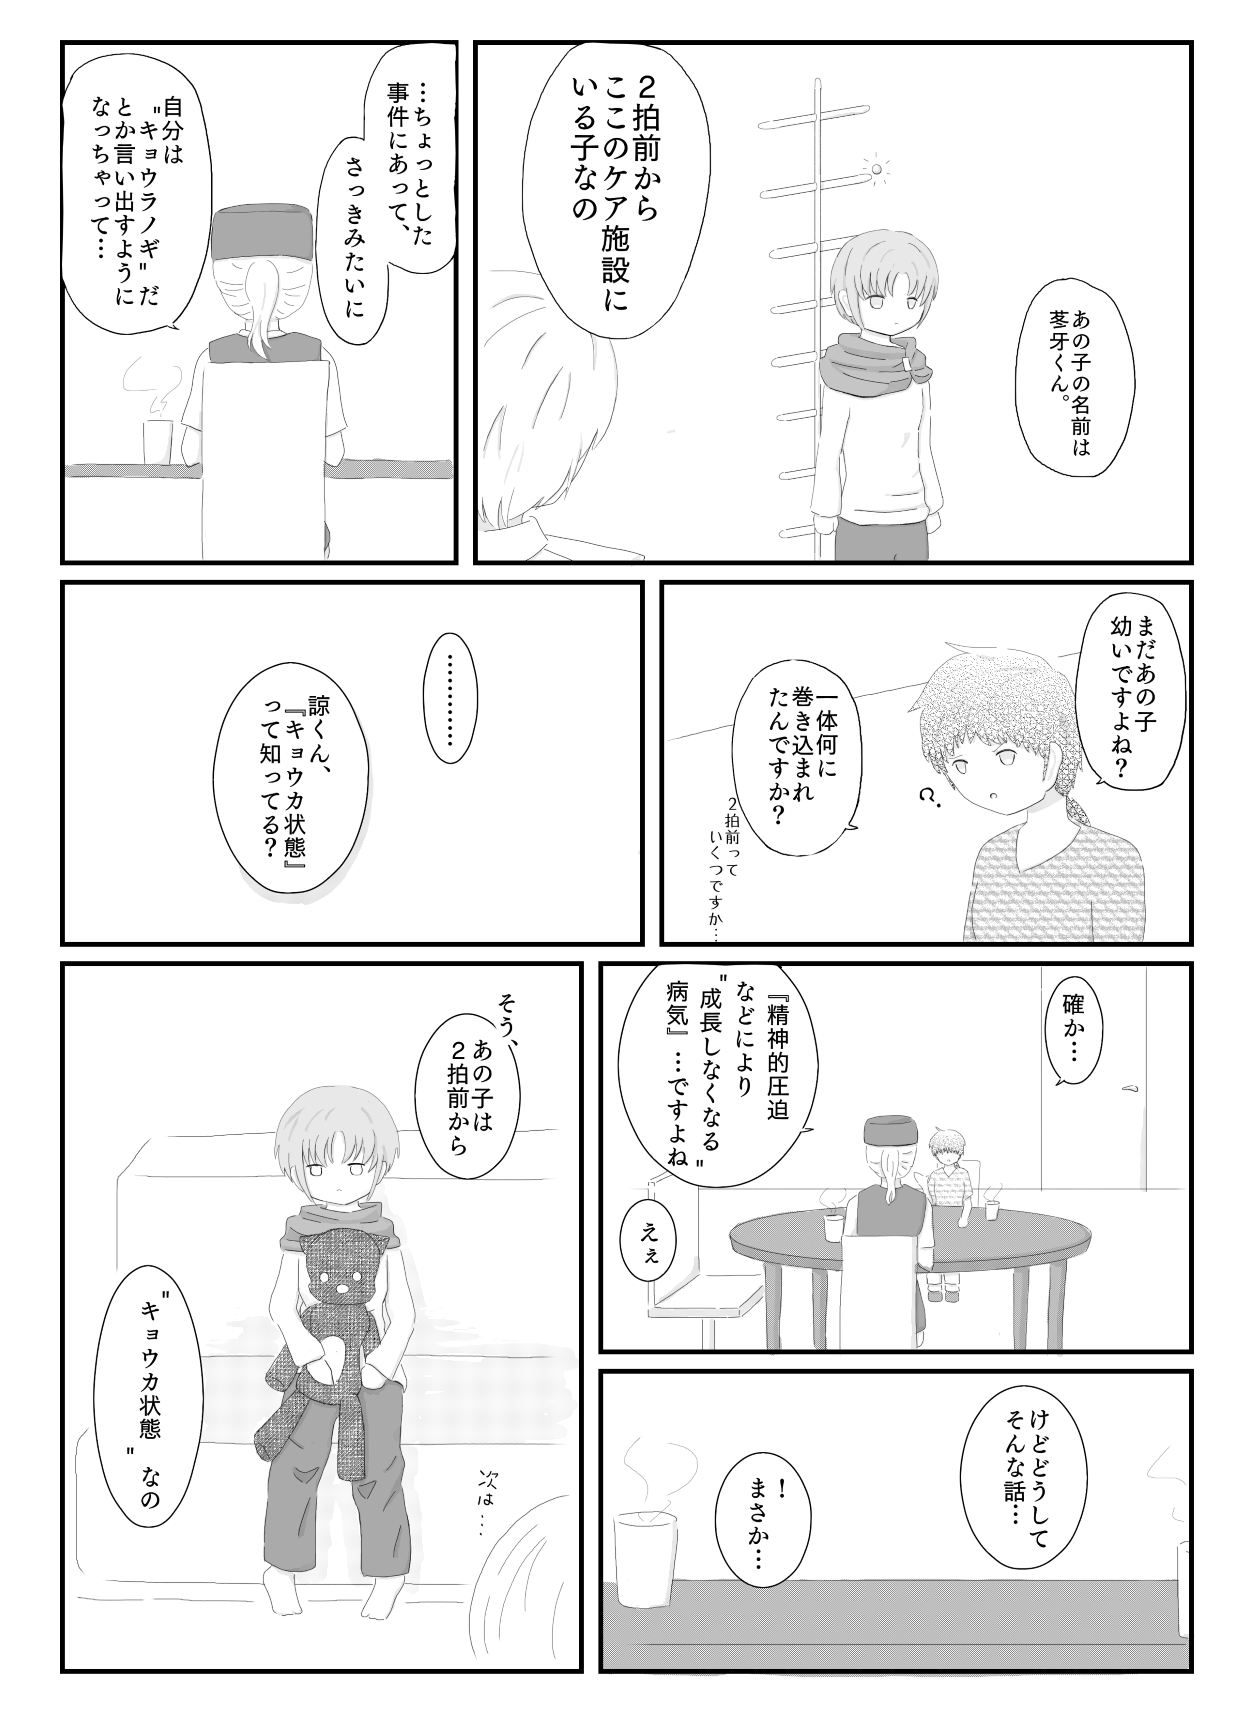 あの子の名前は
苳牙くん。
２拍前から
ここのケア施設に
いる子なの
…ちょっとした
事件にあって、
さっきみたいに
自分は
"キョウラノギ"だ
とか言い出すように
なっちゃって…
まだあの子
幼いですよね？
一体何に
巻き込まれ
たんですか？
２拍前って
いくつですか…
…………
諒くん、
『キョウカ状態』
って知ってる？
確か…
『精神的圧迫
などにより
"成長しなくなる"
病気』…ですよね
えぇ
けどどうして
そんな話…
！
まさか…
そう、
あの子は
２拍前から
"キョウカ状態"なの
次は…